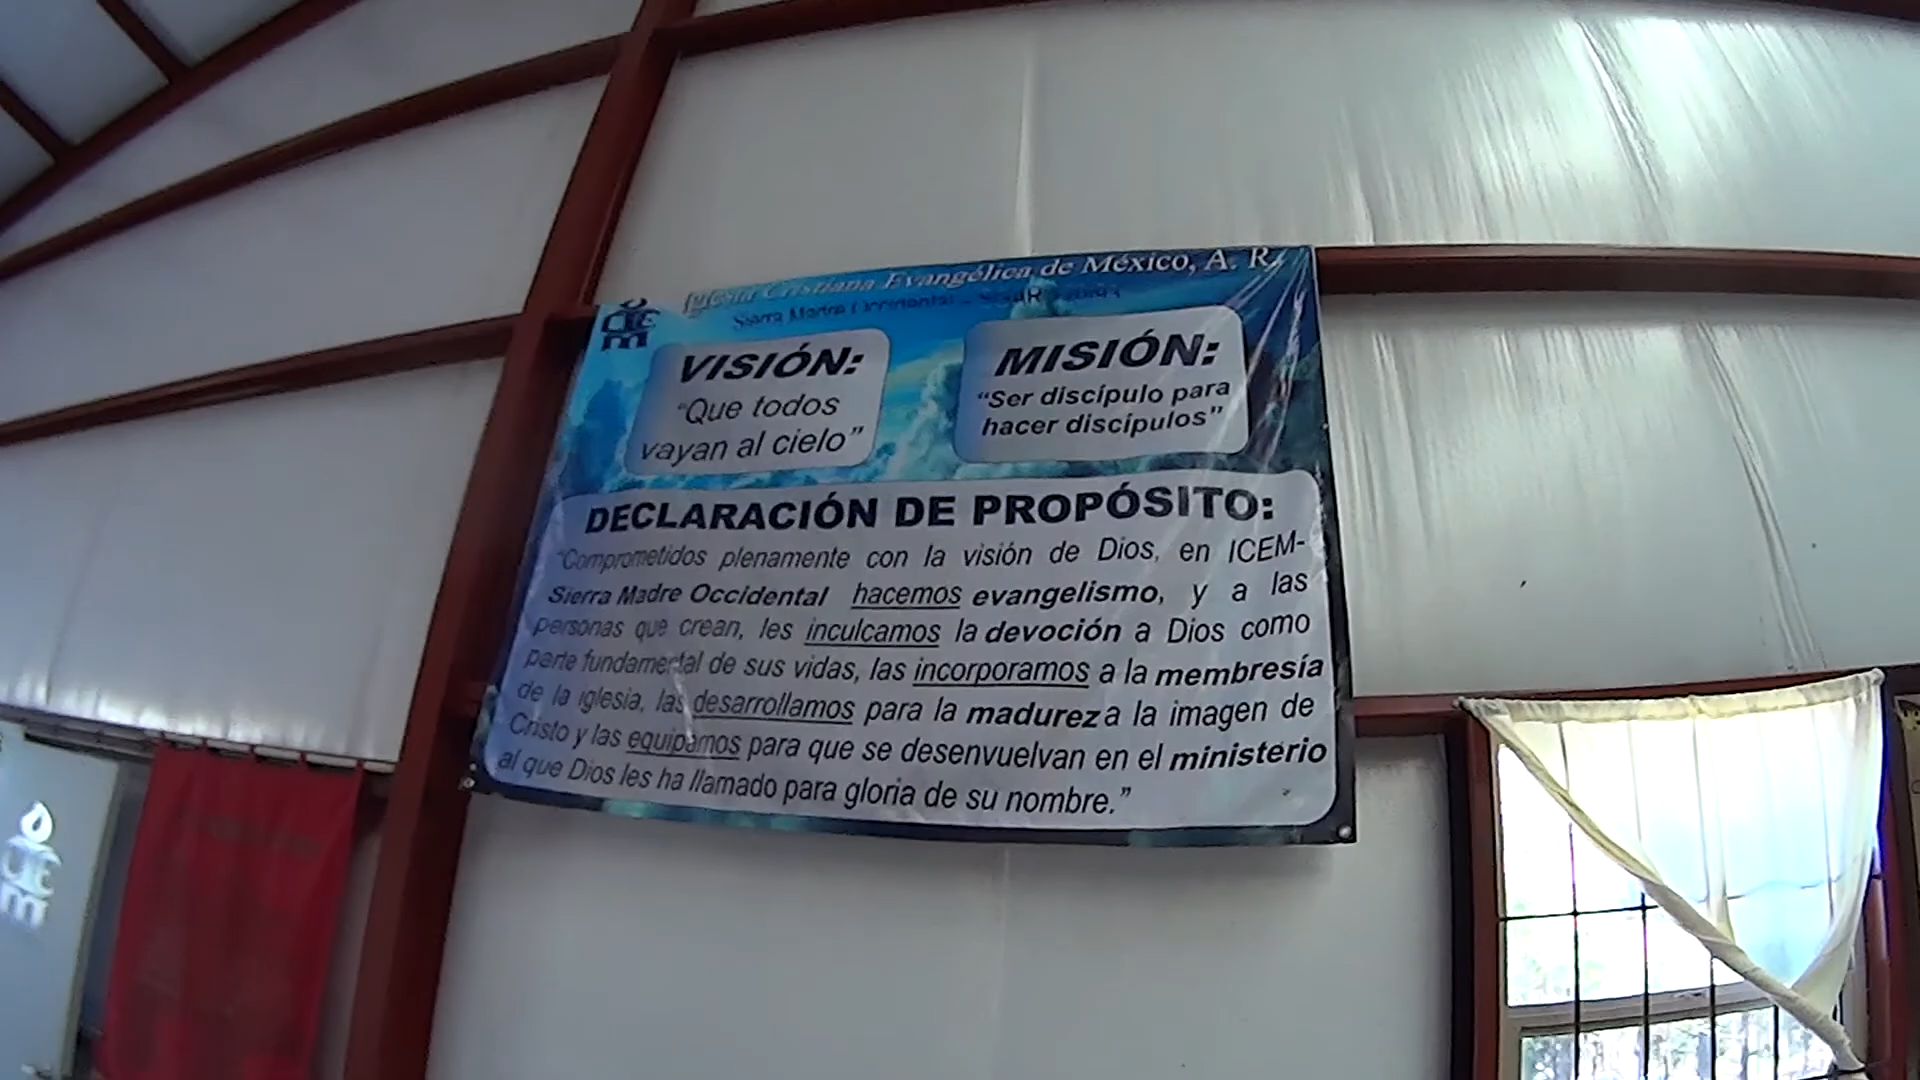 Iglesia Cristiana Evangélica de México, A. R.
Sierra Madre Occidental
ICEM
VISIÓN:
“Que todos
vayan al cielo”
MISIÓN:
“Ser discípulo para
hacer discípulos”
DECLARACIÓN DE PROPÓSITO:
“Comprometidos plenamente con la visión de Dios, en ICEM-
Sierra Madre Occidental hacemos evangelismo, y a las
personas que crean, les inculcamos la devoción a Dios como
parte fundamental de sus vidas, las incorporamos a la membresía
de la iglesia, las desarrollamos para la madurez a la imagen de
Cristo y las equipamos para que se desenvuelvan en el ministerio
al que Dios les ha llamado para gloria de su nombre.”